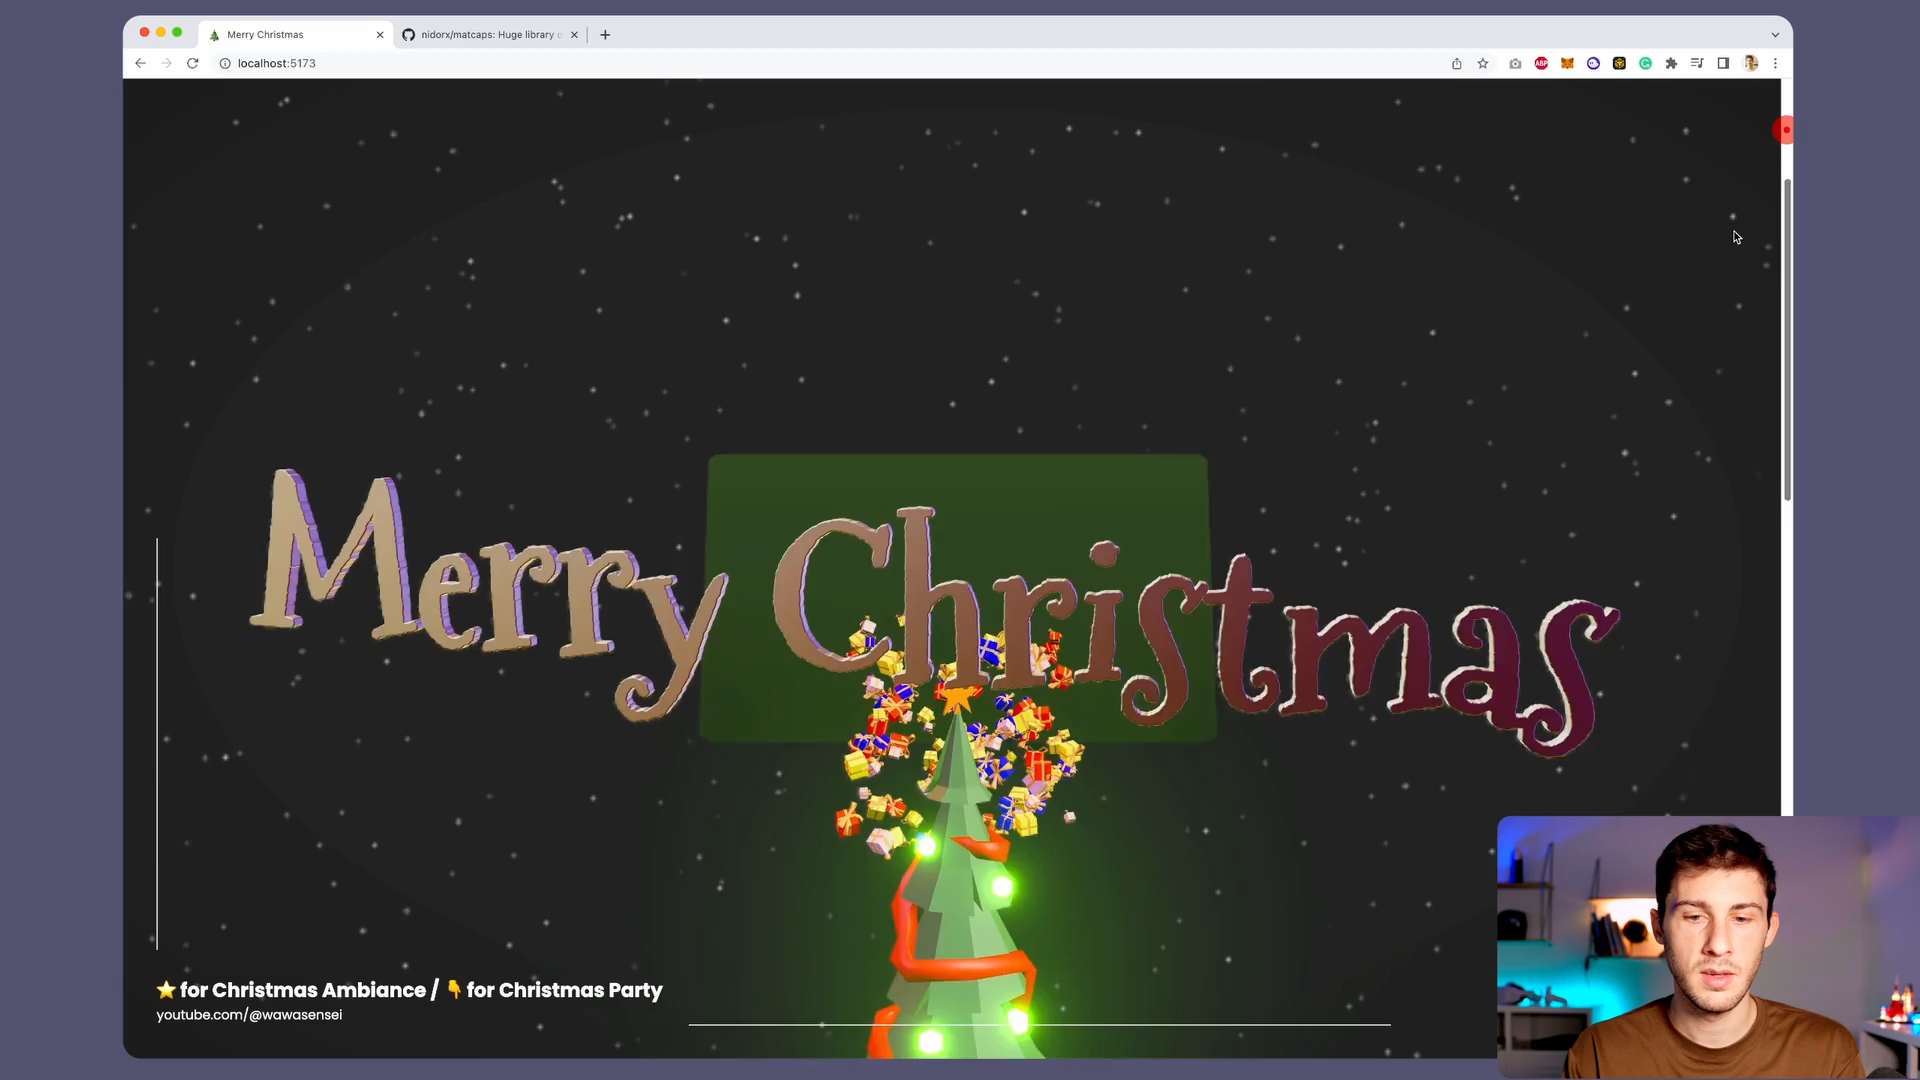 Merry Christmas
nidorx/matcaps: Huge library o
localhost:5173
ABP
Merry Christmas
⭐ for Christmas Ambiance / 👇 for Christmas Party
youtube.com/@wawasensei